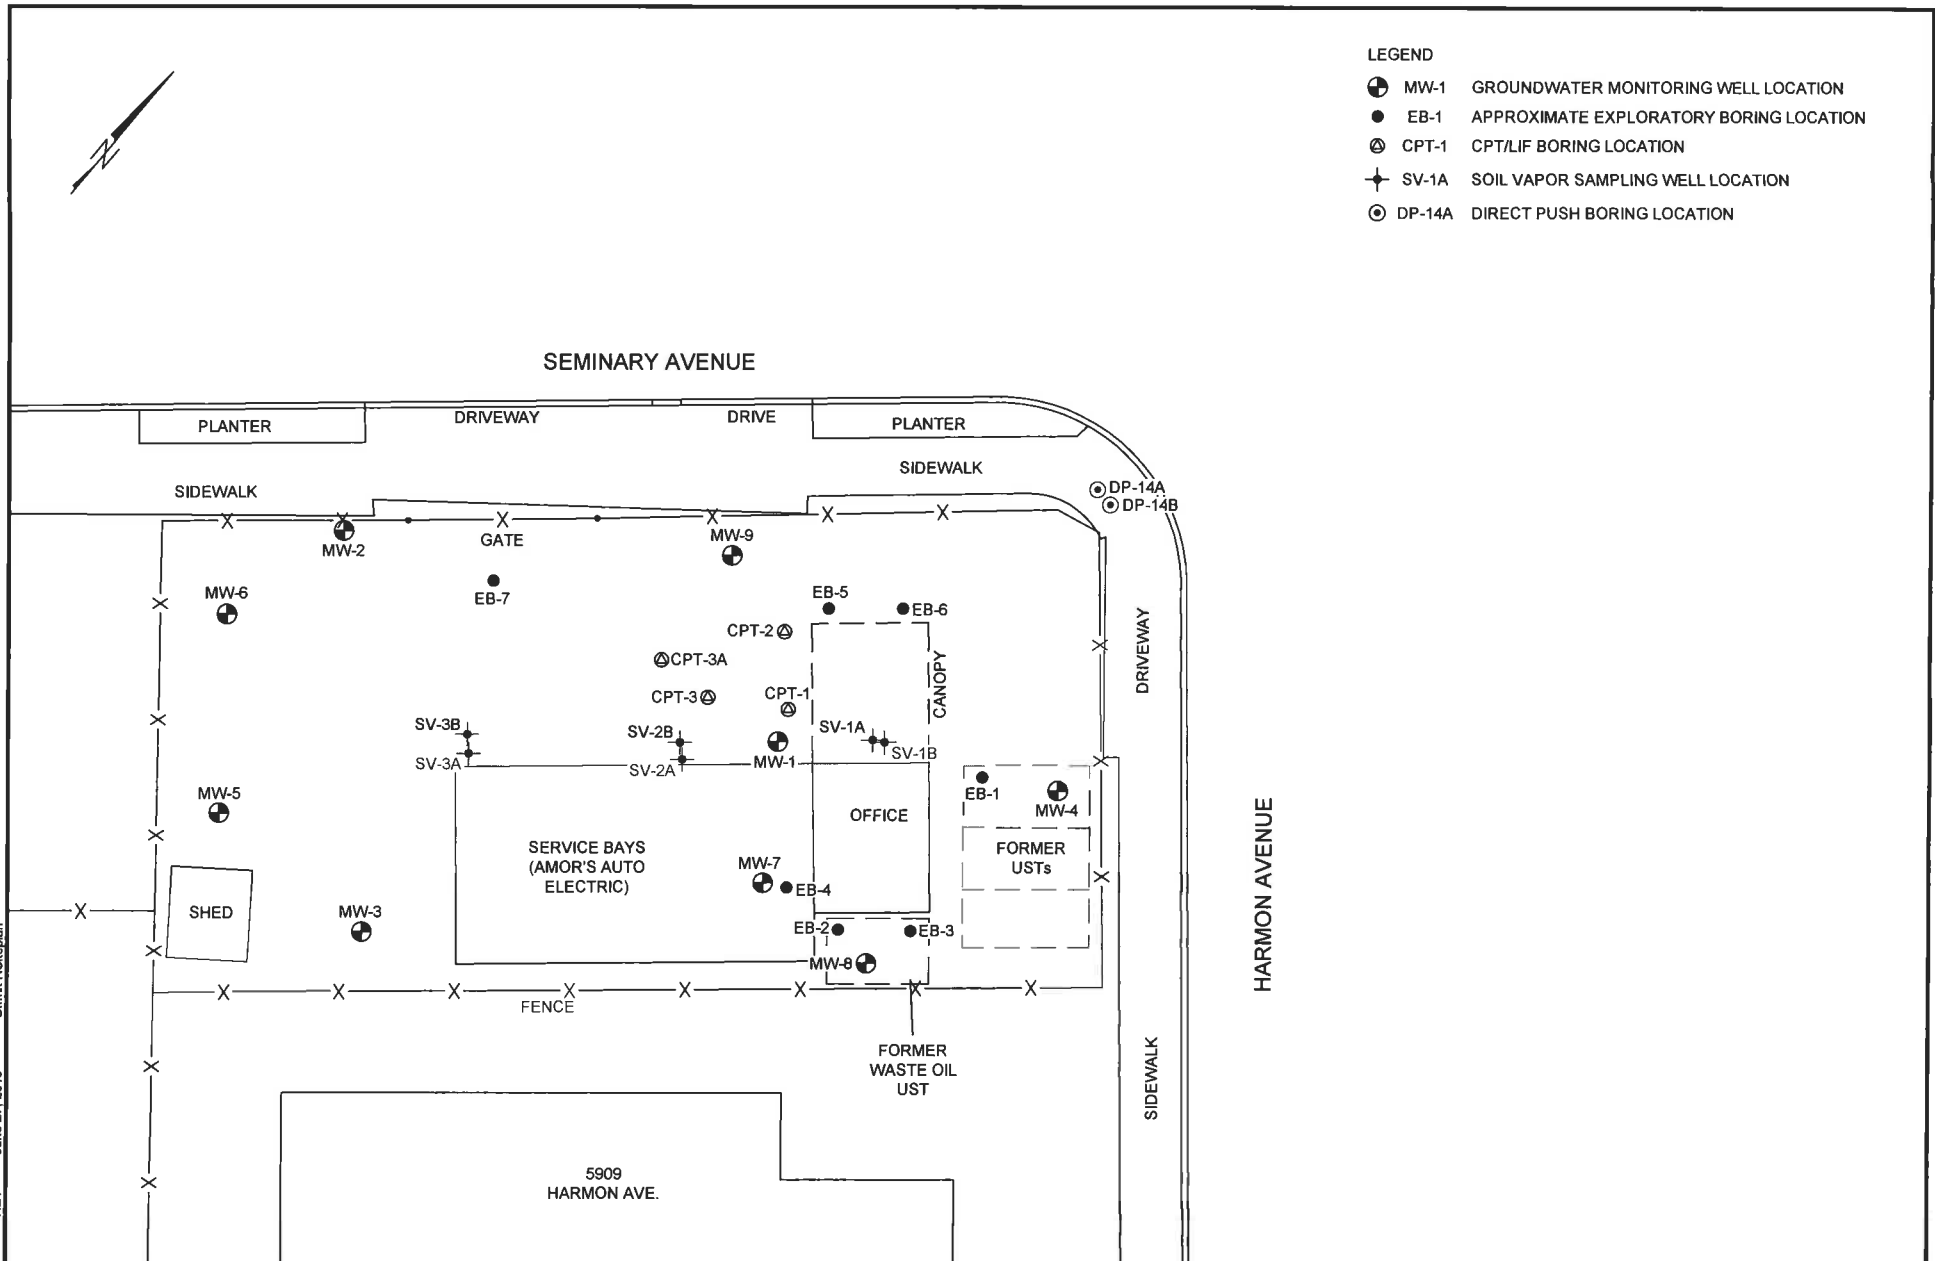 LEGEND
MW-1 GROUNDWATER MONITORING WELL LOCATION
EB-1 APPROXIMATE EXPLORATORY BORING LOCATION
CPT-1 CPT/LIF BORING LOCATION
SV-1A SOIL VAPOR SAMPLING WELL LOCATION
DP-14A DIRECT PUSH BORING LOCATION
N
SEMINARY AVENUE
PLANTER
DRIVEWAY
DRIVE
PLANTER
SIDEWALK
SIDEWALK
DP-14A
DP-14B
MW-2
GATE
MW-9
MW-6
EB-7
EB-5
EB-6
CPT-2
CPT-3A
CPT-3
CPT-1
CANOPY
DRIVEWAY
SV-3B
SV-2B
SV-1A
SV-1B
SV-3A
SV-2A
MW-1
MW-5
EB-1
MW-4
OFFICE
SERVICE BAYS
(AMOR'S AUTO
ELECTRIC)
FORMER
USTs
MW-7
EB-4
HARMON AVENUE
SHED
MW-3
EB-2
EB-3
MW-8
FENCE
FORMER
WASTE OIL
UST
SIDEWALK
5909
HARMON AVE.